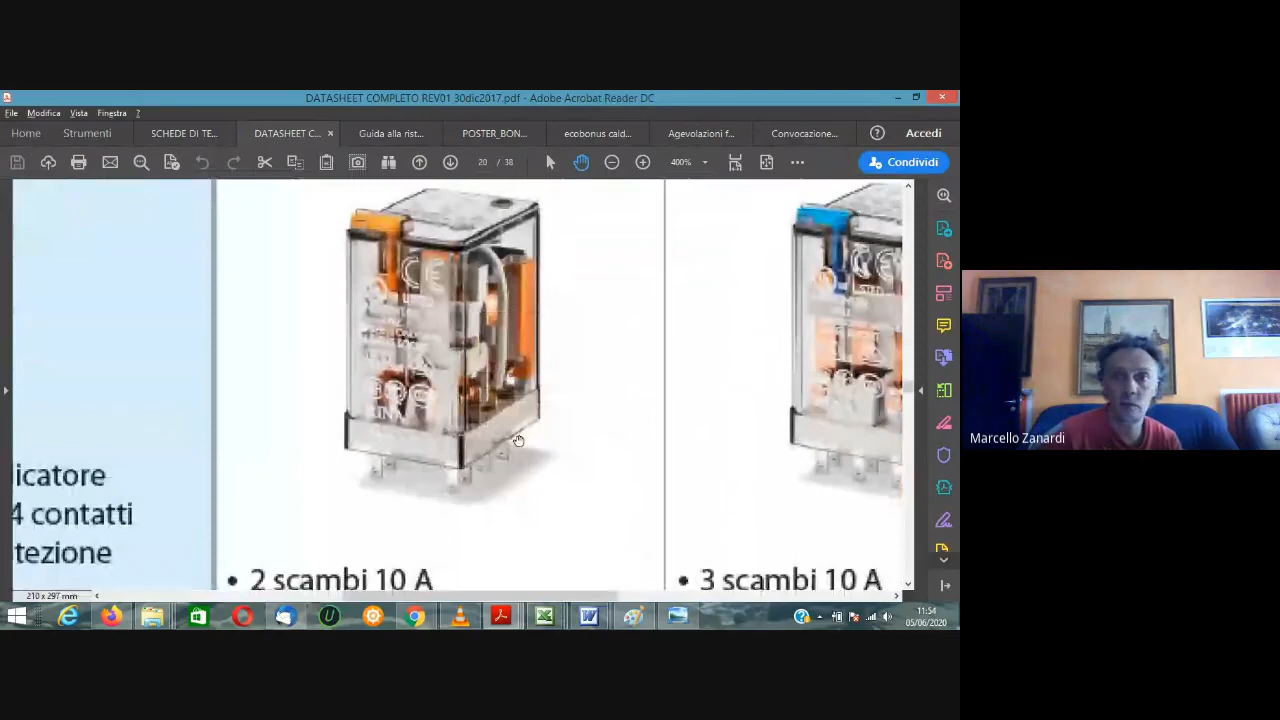 DATASHEET COMPLETO REV01 30dic2017.pdf - Adobe Acrobat Reader DC
File Modifica Vista Finestra ?
Home Strumenti SCHEDE DI TE... DATASHEET C... × Guida alla rist... POSTER_BON... ecobonus cald... Agevolazioni f... Convocazione... Accedi
20 / 38 400% Condividi
CE
licatore
4 contatti
tezione
• 2 scambi 10 A
• 3 scambi 10 A
210 x 297 mm
11:54
05/06/2020
Marcello Zanardi